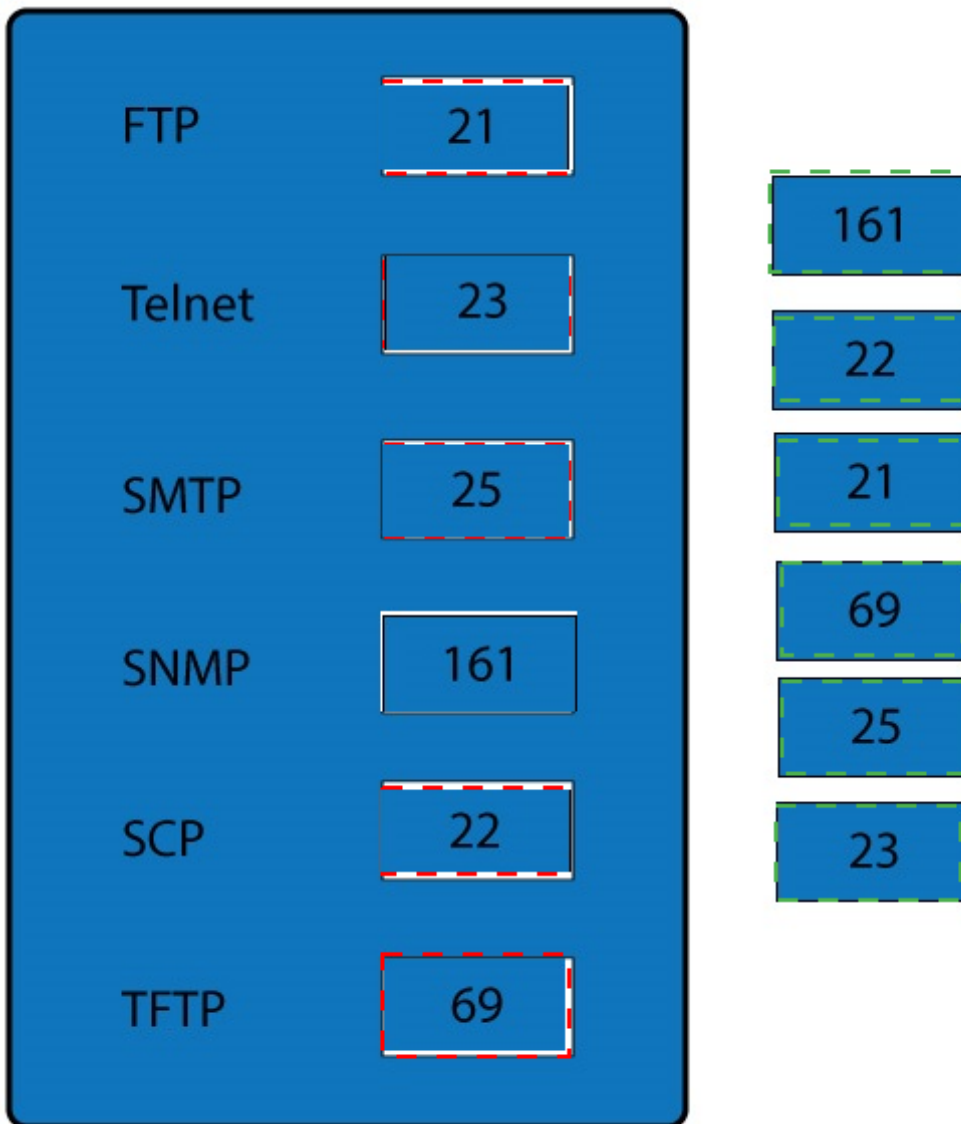 FTP 21
Telnet 23
SMTP 25
SNMP 161
SCP 22
TFTP 69
161
22
21
69
25
23